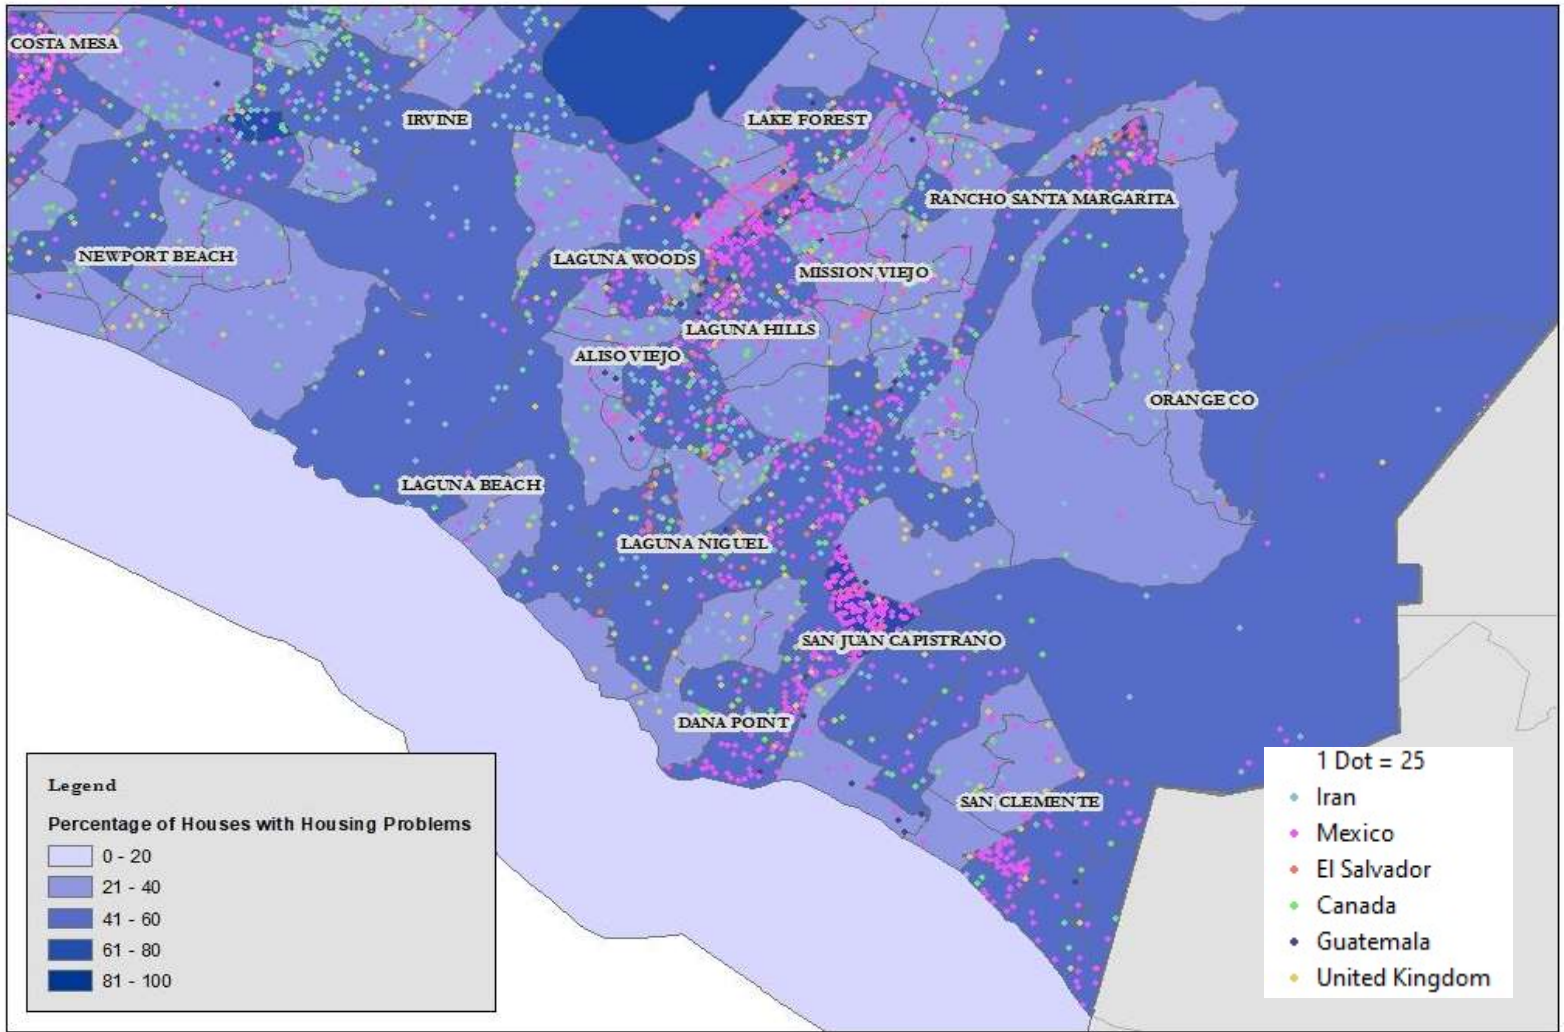 COSTA MESA
IRVINE
LAKE FOREST
RANCHO SANTA MARGARITA
NEWPORT BEACH
LAGUNA WOODS
MISSION VIEJO
LAGUNA HILLS
ALISO VIEJO
ORANGE CO
LAGUNA BEACH
LAGUNA NIGUEL
SAN JUAN CAPISTRANO
DANA POINT
SAN CLEMENTE
Legend
Percentage of Houses with Housing Problems
0 - 20
21 - 40
41 - 60
61 - 80
81 - 100
1 Dot = 25
Iran
Mexico
El Salvador
Canada
Guatemala
United Kingdom